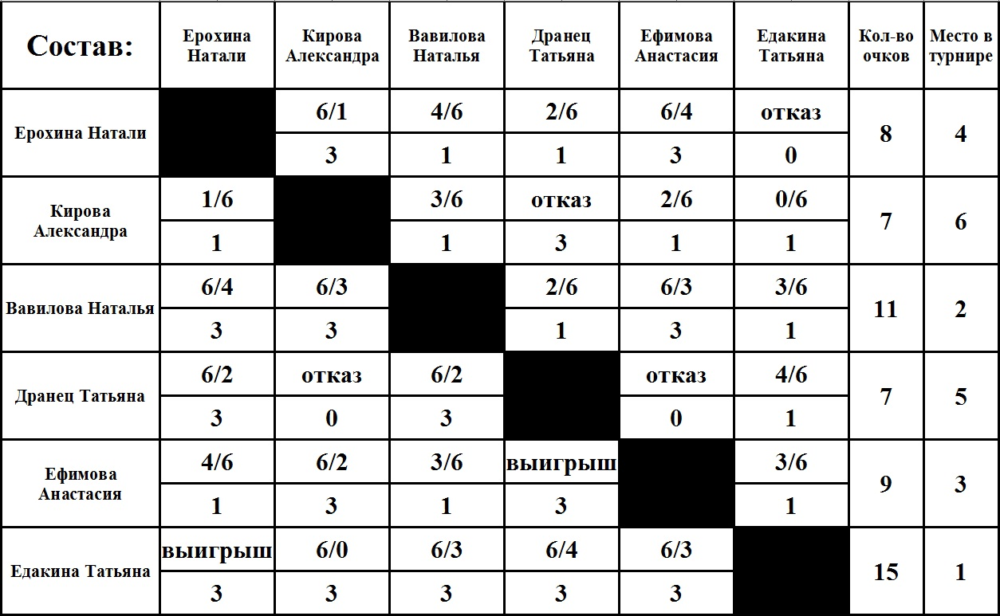 Состав: Ерохина Натали Кирова Александра Вавилова Наталья Дранец Татьяна Ефимова Анастасия Едакина Татьяна Кол-во очков Место в турнире
Ерохина Натали 6/1 4/6 2/6 6/4 отказ 8 4
3 1 1 3 0
Кирова Александра 1/6 3/6 отказ 2/6 0/6 7 6
1 1 3 1 1
Вавилова Наталья 6/4 6/3 2/6 6/3 3/6 11 2
3 3 1 3 1
Дранец Татьяна 6/2 отказ 6/2 отказ 4/6 7 5
3 0 3 0 1
Ефимова Анастасия 4/6 6/2 3/6 выигрыш 3/6 9 3
1 3 1 3 1
Едакина Татьяна выигрыш 6/0 6/3 6/4 6/3 15 1
3 3 3 3 3